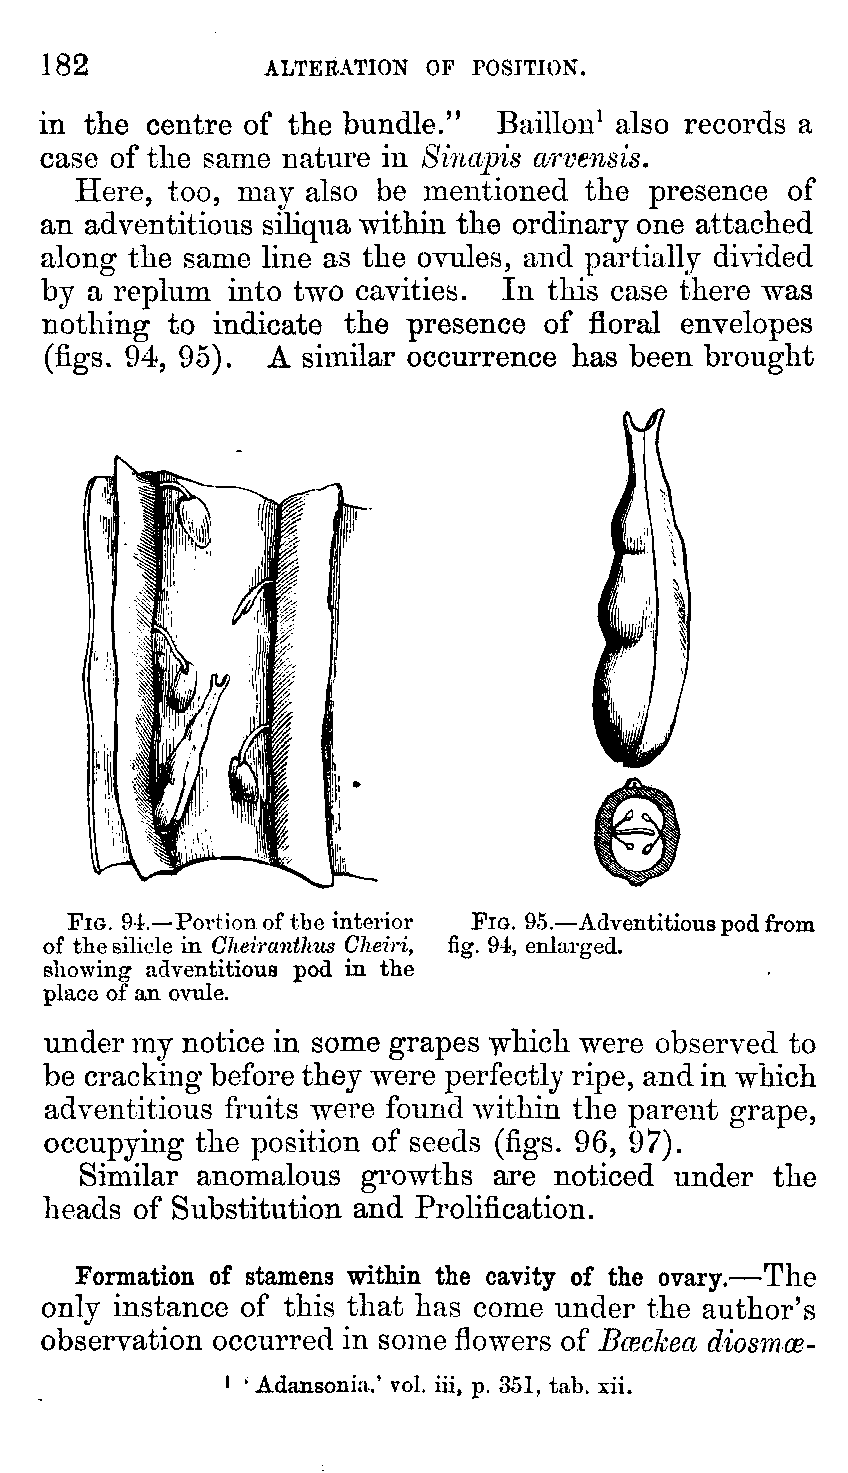 182 ALTERATION OF POSITION.
in the centre of the bundle.” Baillon¹ also records a
case of the same nature in Sinapis arvensis.
Here, too, may also be mentioned the presence of
an adventitious siliqua within the ordinary one attached
along the same line as the ovules, and partially divided
by a replum into two cavities. In this case there was
nothing to indicate the presence of floral envelopes
(figs. 94, 95). A similar occurrence has been brought
FIG. 94.—Portion of the interior
of the silicle in Cheiranthus Cheiri,
showing adventitious pod in the
place of an ovule.
FIG. 95.—Adventitious pod from
fig. 94, enlarged.
under my notice in some grapes which were observed to
be cracking before they were perfectly ripe, and in which
adventitious fruits were found within the parent grape,
occupying the position of seeds (figs. 96, 97).
Similar anomalous growths are noticed under the
heads of Substitution and Prolification.
Formation of stamens within the cavity of the ovary.—The
only instance of this that has come under the author’s
observation occurred in some flowers of Bæckea diosmœ-
¹ ‘Adansonia,’ vol. iii, p. 351, tab. xii.